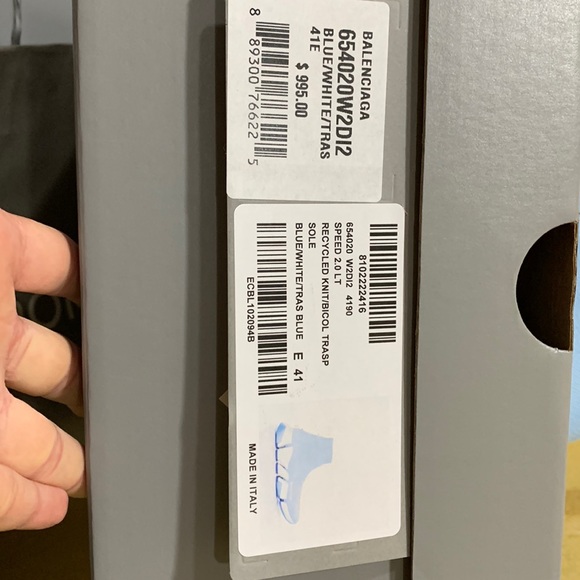 BALENCIAGA
654020W2DI2
BLUE/WHITE/TRAS
41E
$ 995.00
8 89300 76622 5
8102222416
654020 W2DI2 4190
SPEED 2.0 LT
RECYCLED KNIT/BICOL TRASP
SOLE
BLUE/WHITE/TRAS BLUE E 41
ECBL102094B
MADE IN ITALY